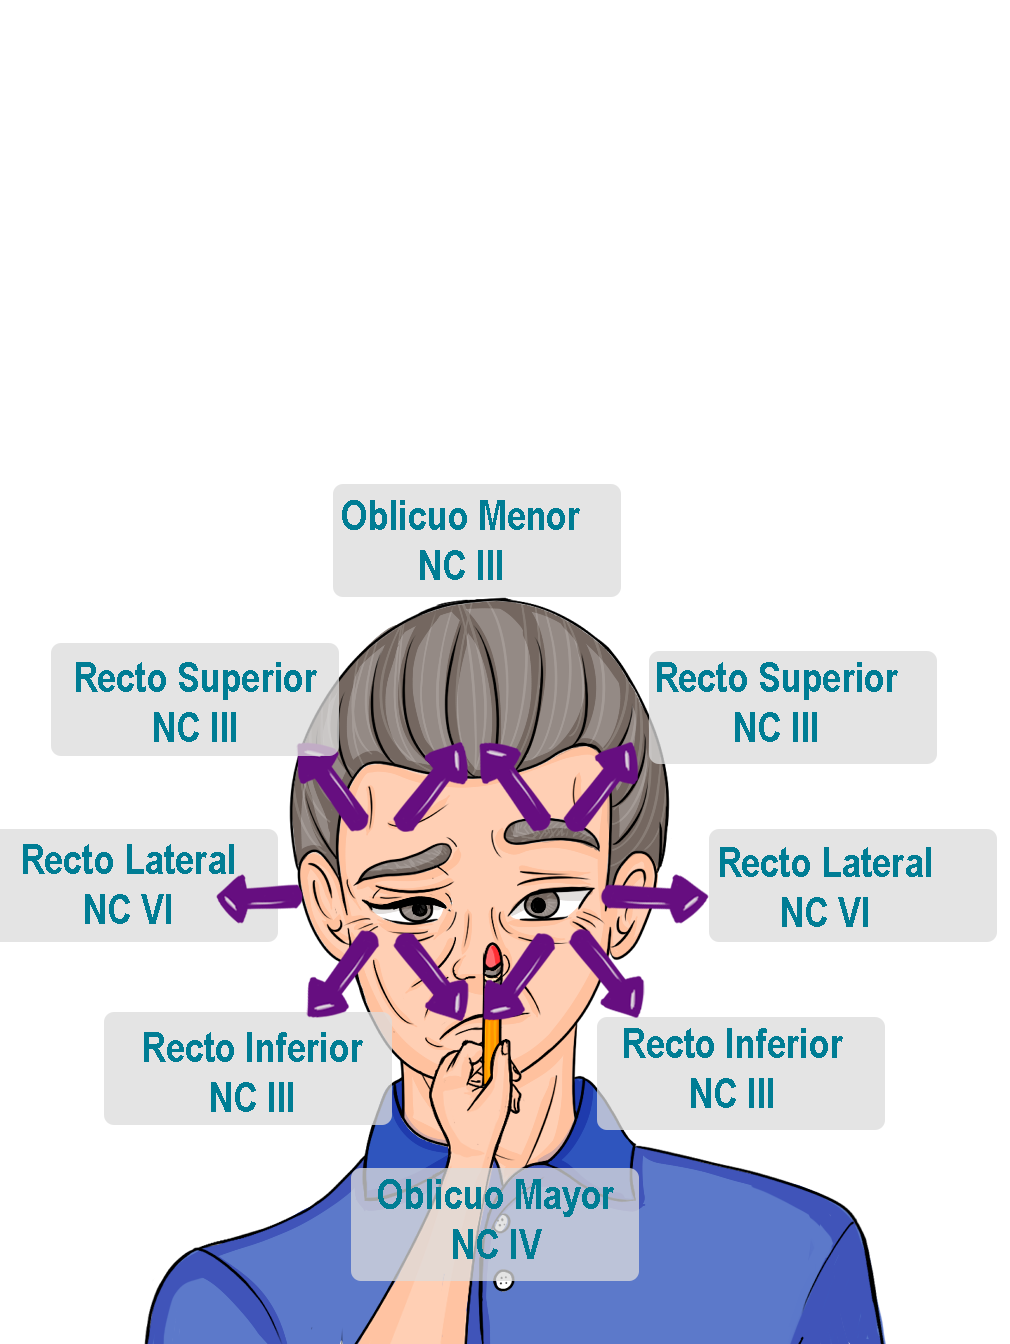 Oblicuo Menor
NC III
Recto Superior
NC III
Recto Superior
NC III
Recto Lateral
NC VI
Recto Lateral
NC VI
Recto Inferior
NC III
Recto Inferior
NC III
Oblicuo Mayor
NC IV